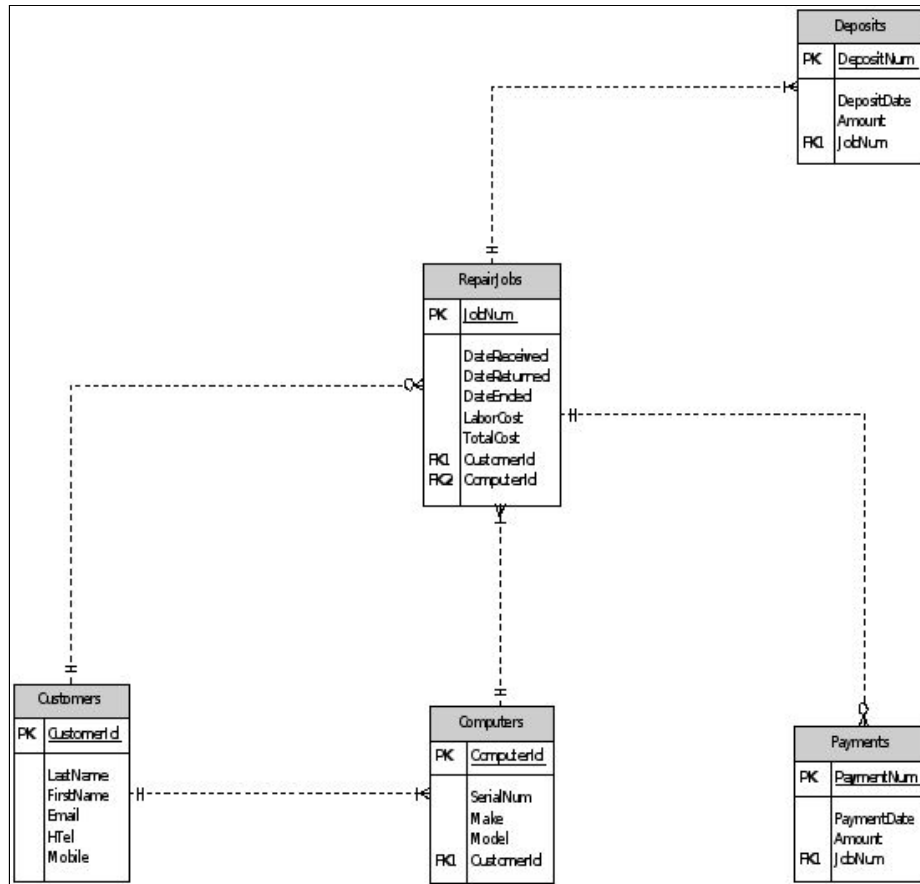 Deposits
PK DepositNum
DepositDate
Amount
FK1 JobNum
RepairJobs
PK JobNum
DateReceived
DateReturned
DateEnded
LaborCost
TotalCost
FK1 CustomerId
FK2 ComputerId
Customers
PK CustomerId
LastName
FirstName
Email
HTel
Mobile
Computers
PK ComputerId
SerialNum
Make
Model
FK1 CustomerId
Payments
PK PaymentNum
PaymentDate
Amount
FK1 JobNum